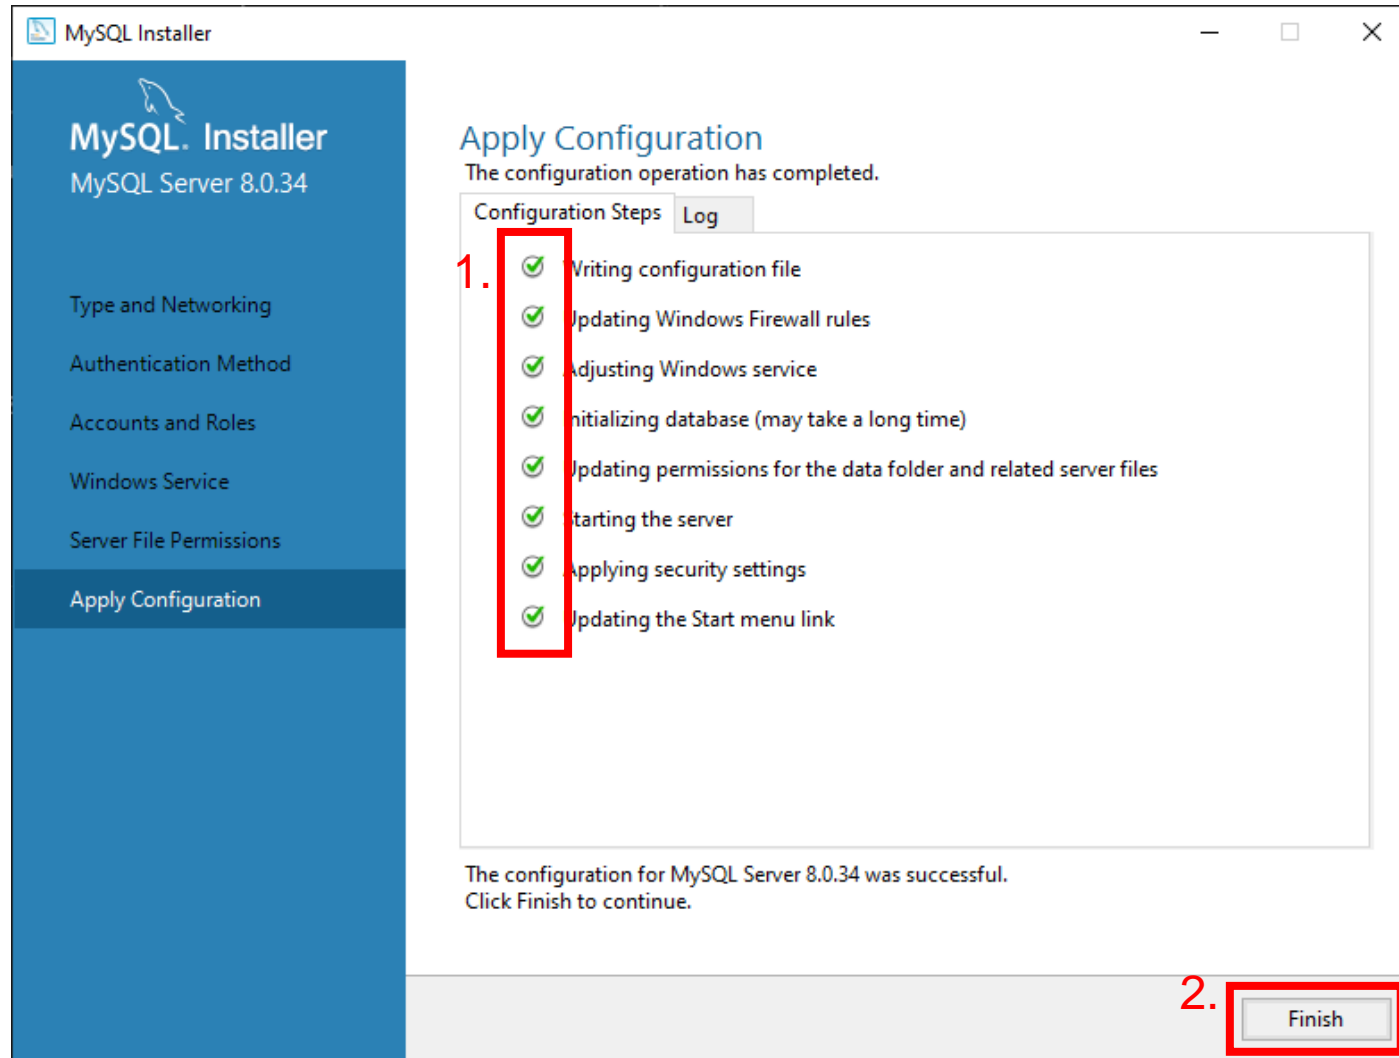 MySQL Installer
MySQL. Installer
MySQL Server 8.0.34
Type and Networking
Authentication Method
Accounts and Roles
Windows Service
Server File Permissions
Apply Configuration
Apply Configuration
The configuration operation has completed.
Configuration Steps
Log
1.
Writing configuration file
Updating Windows Firewall rules
Adjusting Windows service
Initializing database (may take a long time)
Updating permissions for the data folder and related server files
Starting the server
Applying security settings
Updating the Start menu link
The configuration for MySQL Server 8.0.34 was successful.
Click Finish to continue.
2.
Finish